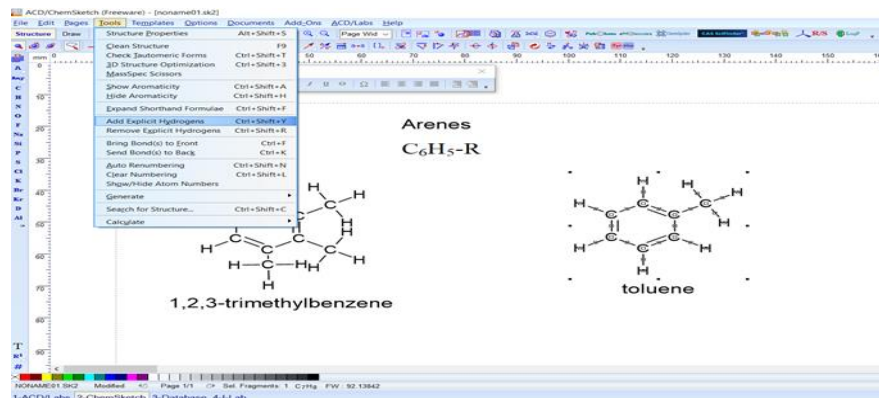 ACD/ChemSketch (Freeware) - [noname01.sk2]
File Edit Pages Tools Templates Options Documents Add-Ons ACD/Labs Help
Structure Draw
Page Wid
Structure Properties Alt+Shift+S
Clean Structure F9
Check Tautomeric Forms Ctrl+Shift+T
3D Structure Optimization Ctrl+Shift+3
MassSpec Scissors
Show Aromaticity Ctrl+Shift+A
Hide Aromaticity Ctrl+Shift+H
Expand Shorthand Formulae Ctrl+Shift+F
Add Explicit Hydrogens Ctrl+Shift+Y
Remove Explicit Hydrogens Ctrl+Shift+R
Bring Bond(s) to Front Ctrl+F
Send Bond(s) to Back Ctrl+K
Auto Renumbering Ctrl+Shift+N
Clear Numbering Ctrl+Shift+L
Show/Hide Atom Numbers
Generate
Search for Structure... Ctrl+Shift+C
Calculate
Arenes
C₆H₅-R
1,2,3-trimethylbenzene
toluene
NONAME01.SK2 Modified Page 1/1 Sel. Fragments: 1 C₇H₈ FW : 92.13842
1-ACD/Labs 2-ChemSketch 3-Database 4-I-Lab